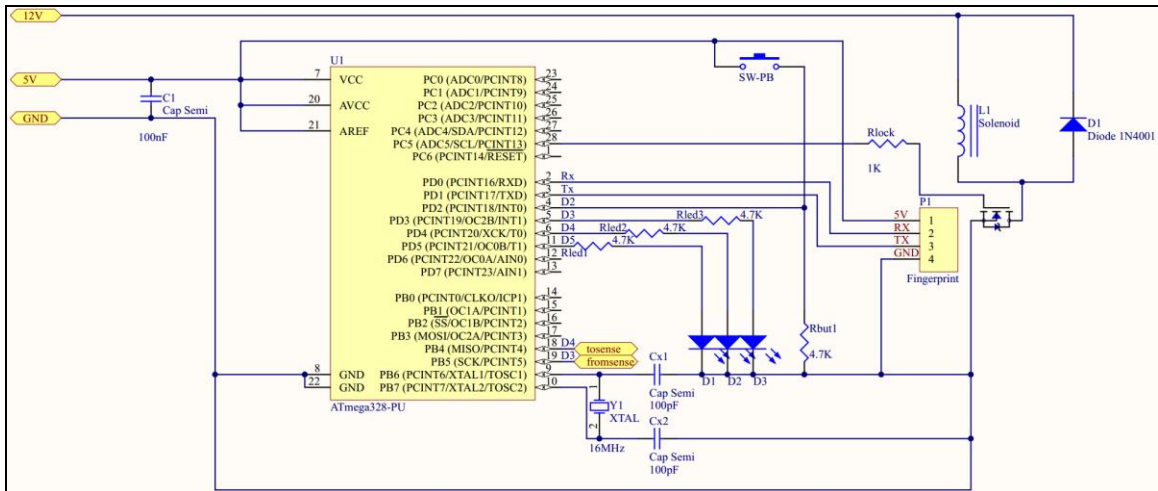 12V
5V
GND
C1
Cap Semi
100nF
U1
7 VCC
20 AVCC
21 AREF
8 GND
22 GND
PC0 (ADC0/PCINT8) 23
PC1 (ADC1/PCINT9) 24
PC2 (ADC2/PCINT10) 25
PC3 (ADC3/PCINT11) 26
PC4 (ADC4/SDA/PCINT12) 27
PC5 (ADC5/SCL/PCINT13) 28
PC6 (PCINT14/RESET) 1
PD0 (PCINT16/RXD) 2 Rx
PD1 (PCINT17/TXD) 3 Tx
PD2 (PCINT18/INT0) 4 D2
PD3 (PCINT19/OC2B/INT1) 5 D3
PD4 (PCINT20/XCK/T0) 6 D4
PD5 (PCINT21/OC0B/T1) 11 D5
PD6 (PCINT22/OC0A/AIN0) 12
PD7 (PCINT23/AIN1) 13
PB0 (PCINT0/CLKO/ICP1) 14
PB1 (OC1A/PCINT1) 15
PB2 (SS/OC1B/PCINT2) 16
PB3 (MOSI/OC2A/PCINT3) 17
PB4 (MISO/PCINT4) 18 D4 tosense
PB5 (SCK/PCINT5) 19 D3 fromsense
PB6 (PCINT6/XTAL1/TOSC1) 9
PB7 (PCINT7/XTAL2/TOSC2) 10
ATmega328-PU
SW-PB
Rlock
1K
L1
Solenoid
D1
Diode 1N4001
P1
5V 1
RX 2
TX 3
GND 4
Fingerprint
Rled3
4.7K
Rled2
4.7K
Rled1
4.7K
Rbut1
4.7K
D1
D2
D3
Cx1
Cap Semi
100pF
1
Y1
XTAL
2
16MHz
Cx2
Cap Semi
100pF